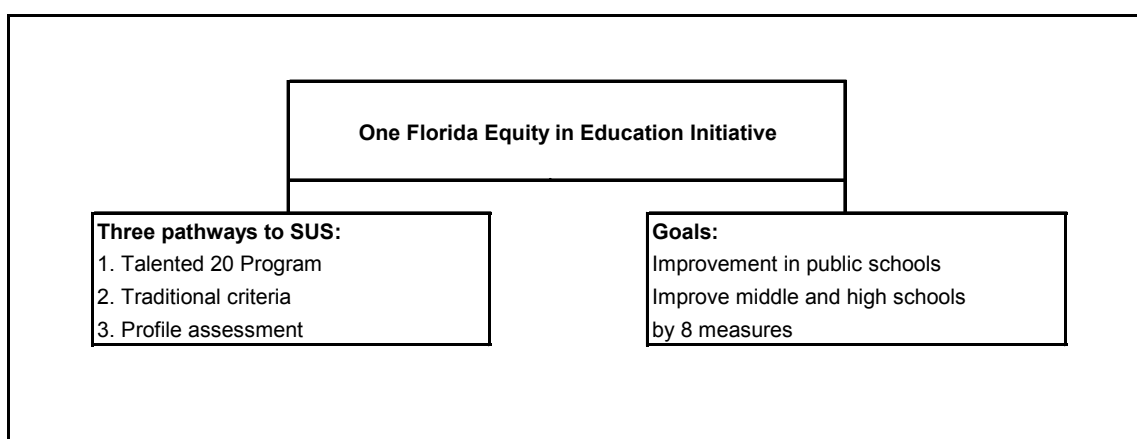 One Florida Equity in Education Initiative
Three pathways to SUS:
1. Talented 20 Program
2. Traditional criteria
3. Profile assessment
Goals:
Improvement in public schools
Improve middle and high schools
by 8 measures